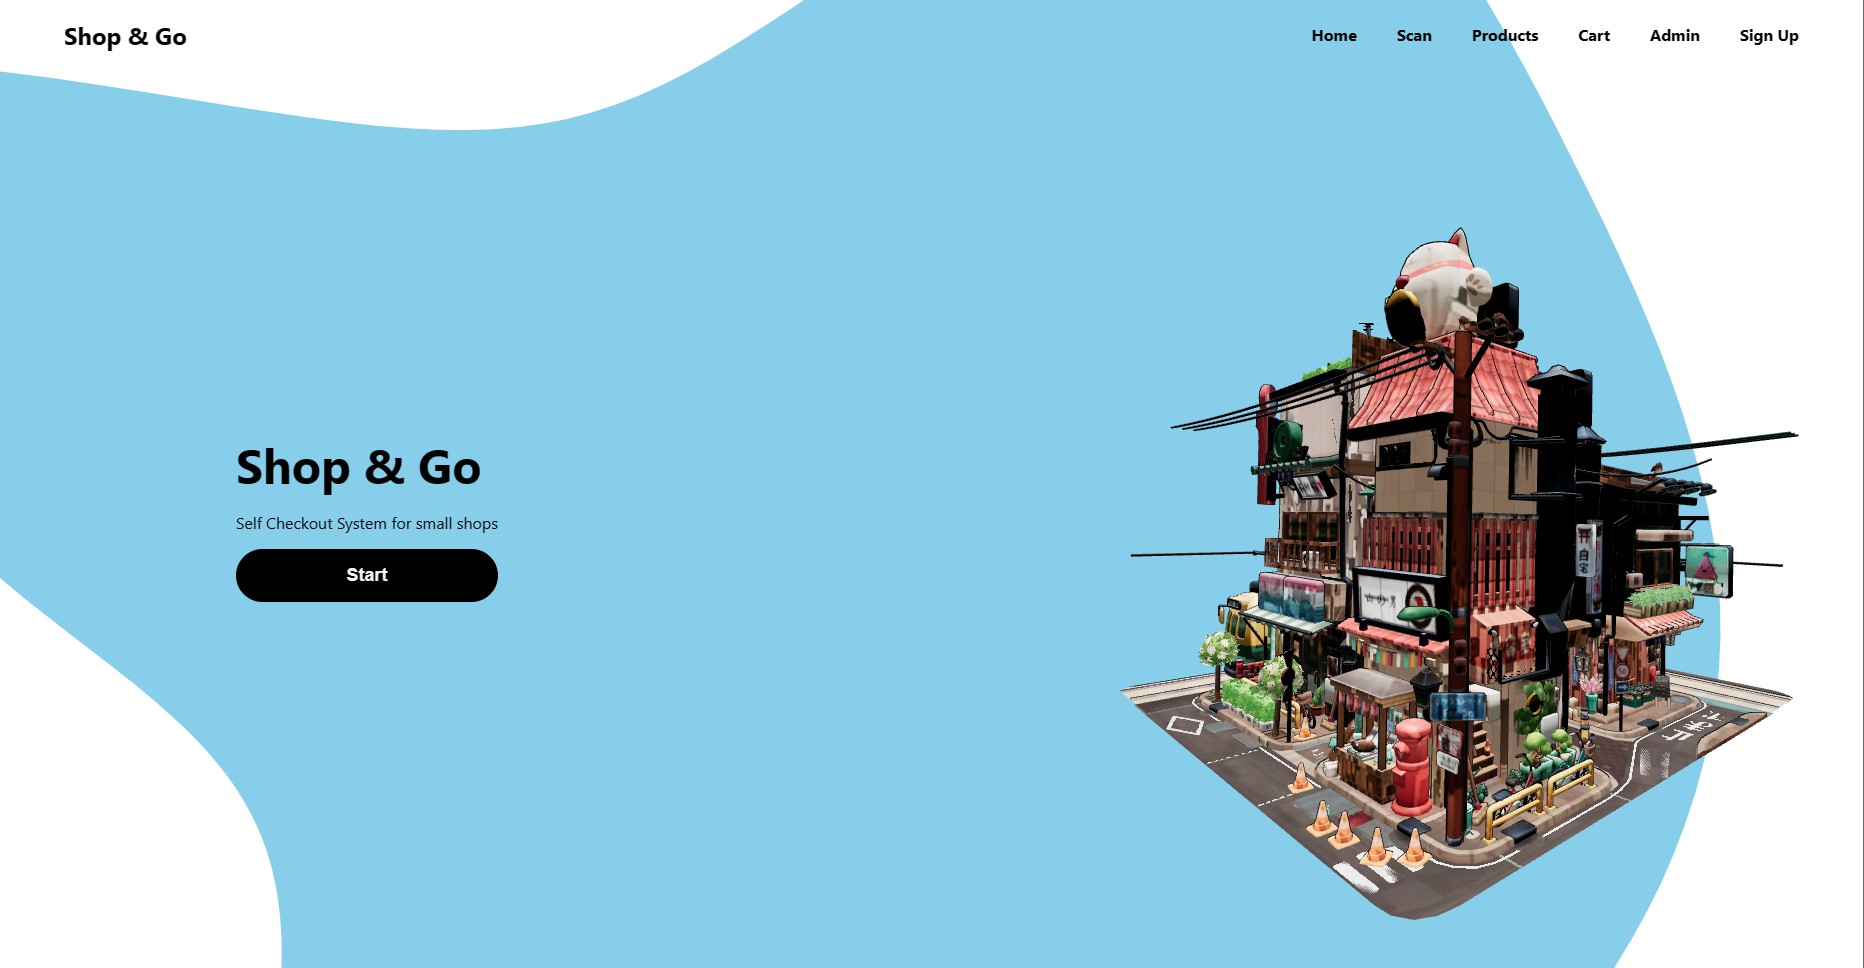 Shop & Go
Home Scan Products Cart Admin Sign Up
Shop & Go
Self Checkout System for small shops
Start